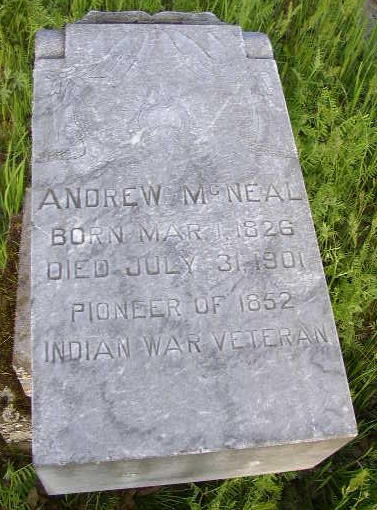 ANDREW McNEAL
BORN MAR 1, 1826
DIED JULY 31, 1901
PIONEER OF 1852
INDIAN WAR VETERAN